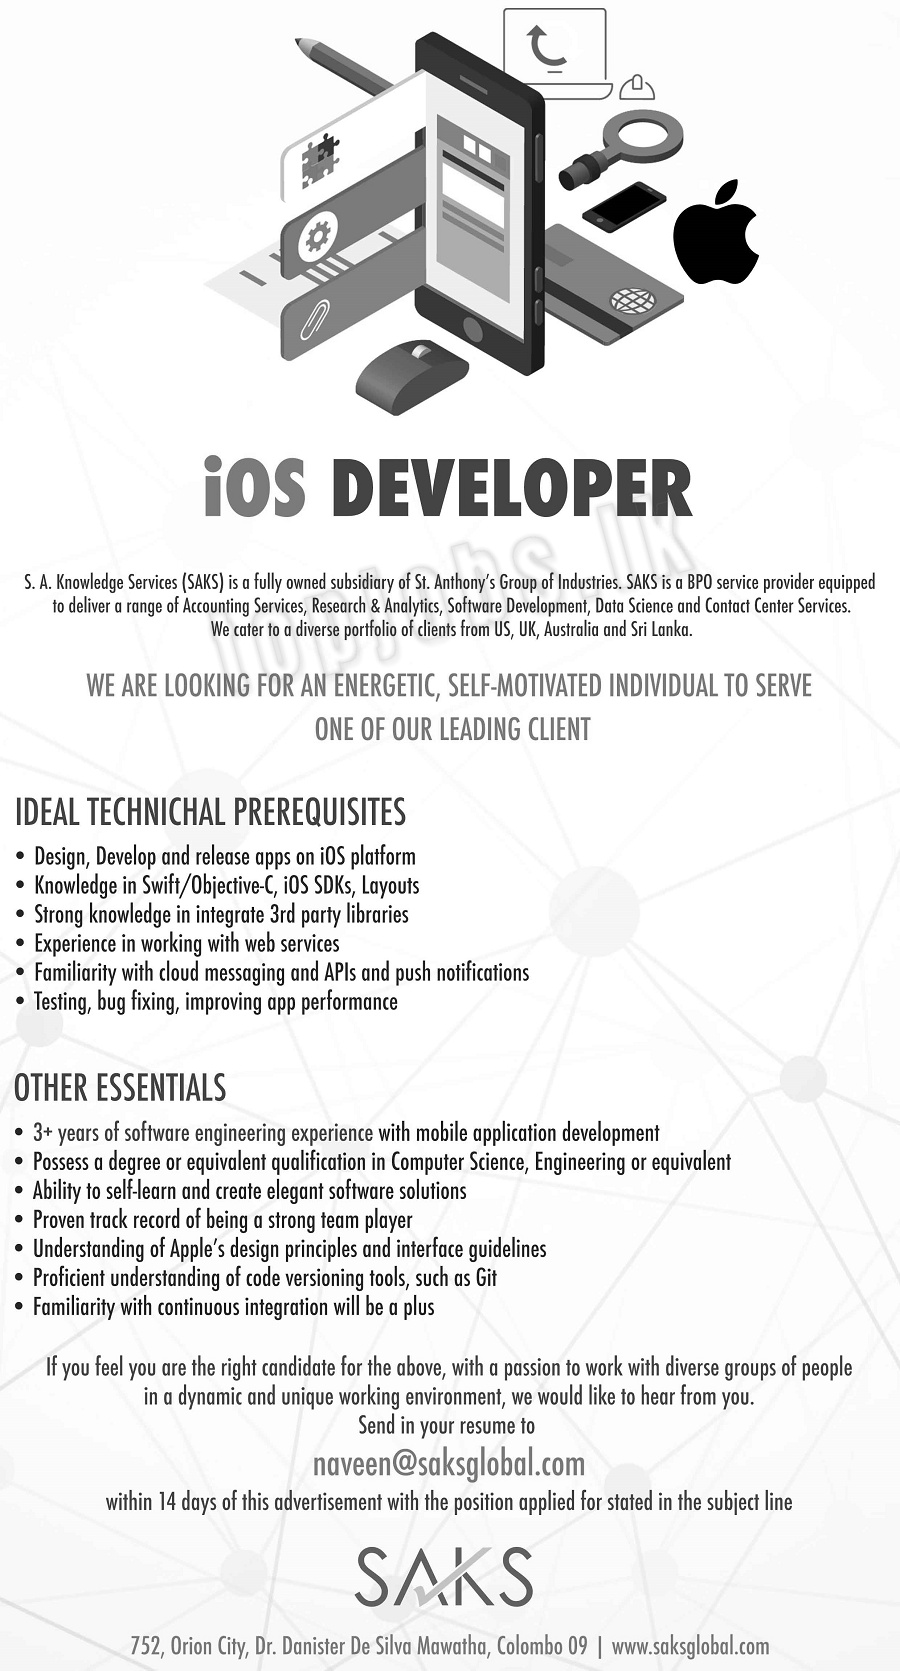 iOS DEVELOPER
topjobs.lk
S. A. Knowledge Services (SAKS) is a fully owned subsidiary of St. Anthony's Group of Industries. SAKS is a BPO service provider equipped
to deliver a range of Accounting Services, Research & Analytics, Software Development, Data Science and Contact Center Services.
We cater to a diverse portfolio of clients from US, UK, Australia and Sri Lanka.
WE ARE LOOKING FOR AN ENERGETIC, SELF-MOTIVATED INDIVIDUAL TO SERVE
ONE OF OUR LEADING CLIENT
IDEAL TECHNICHAL PREREQUISITES
• Design, Develop and release apps on iOS platform
• Knowledge in Swift/Objective-C, iOS SDKs, Layouts
• Strong knowledge in integrate 3rd party libraries
• Experience in working with web services
• Familiarity with cloud messaging and APIs and push notifications
• Testing, bug fixing, improving app performance
OTHER ESSENTIALS
• 3+ years of software engineering experience with mobile application development
• Possess a degree or equivalent qualification in Computer Science, Engineering or equivalent
• Ability to self-learn and create elegant software solutions
• Proven track record of being a strong team player
• Understanding of Apple's design principles and interface guidelines
• Proficient understanding of code versioning tools, such as Git
• Familiarity with continuous integration will be a plus
If you feel you are the right candidate for the above, with a passion to work with diverse groups of people
in a dynamic and unique working environment, we would like to hear from you.
Send in your resume to
naveen@saksglobal.com
within 14 days of this advertisement with the position applied for stated in the subject line
SAKS
752, Orion City, Dr. Danister De Silva Mawatha, Colombo 09 | www.saksglobal.com